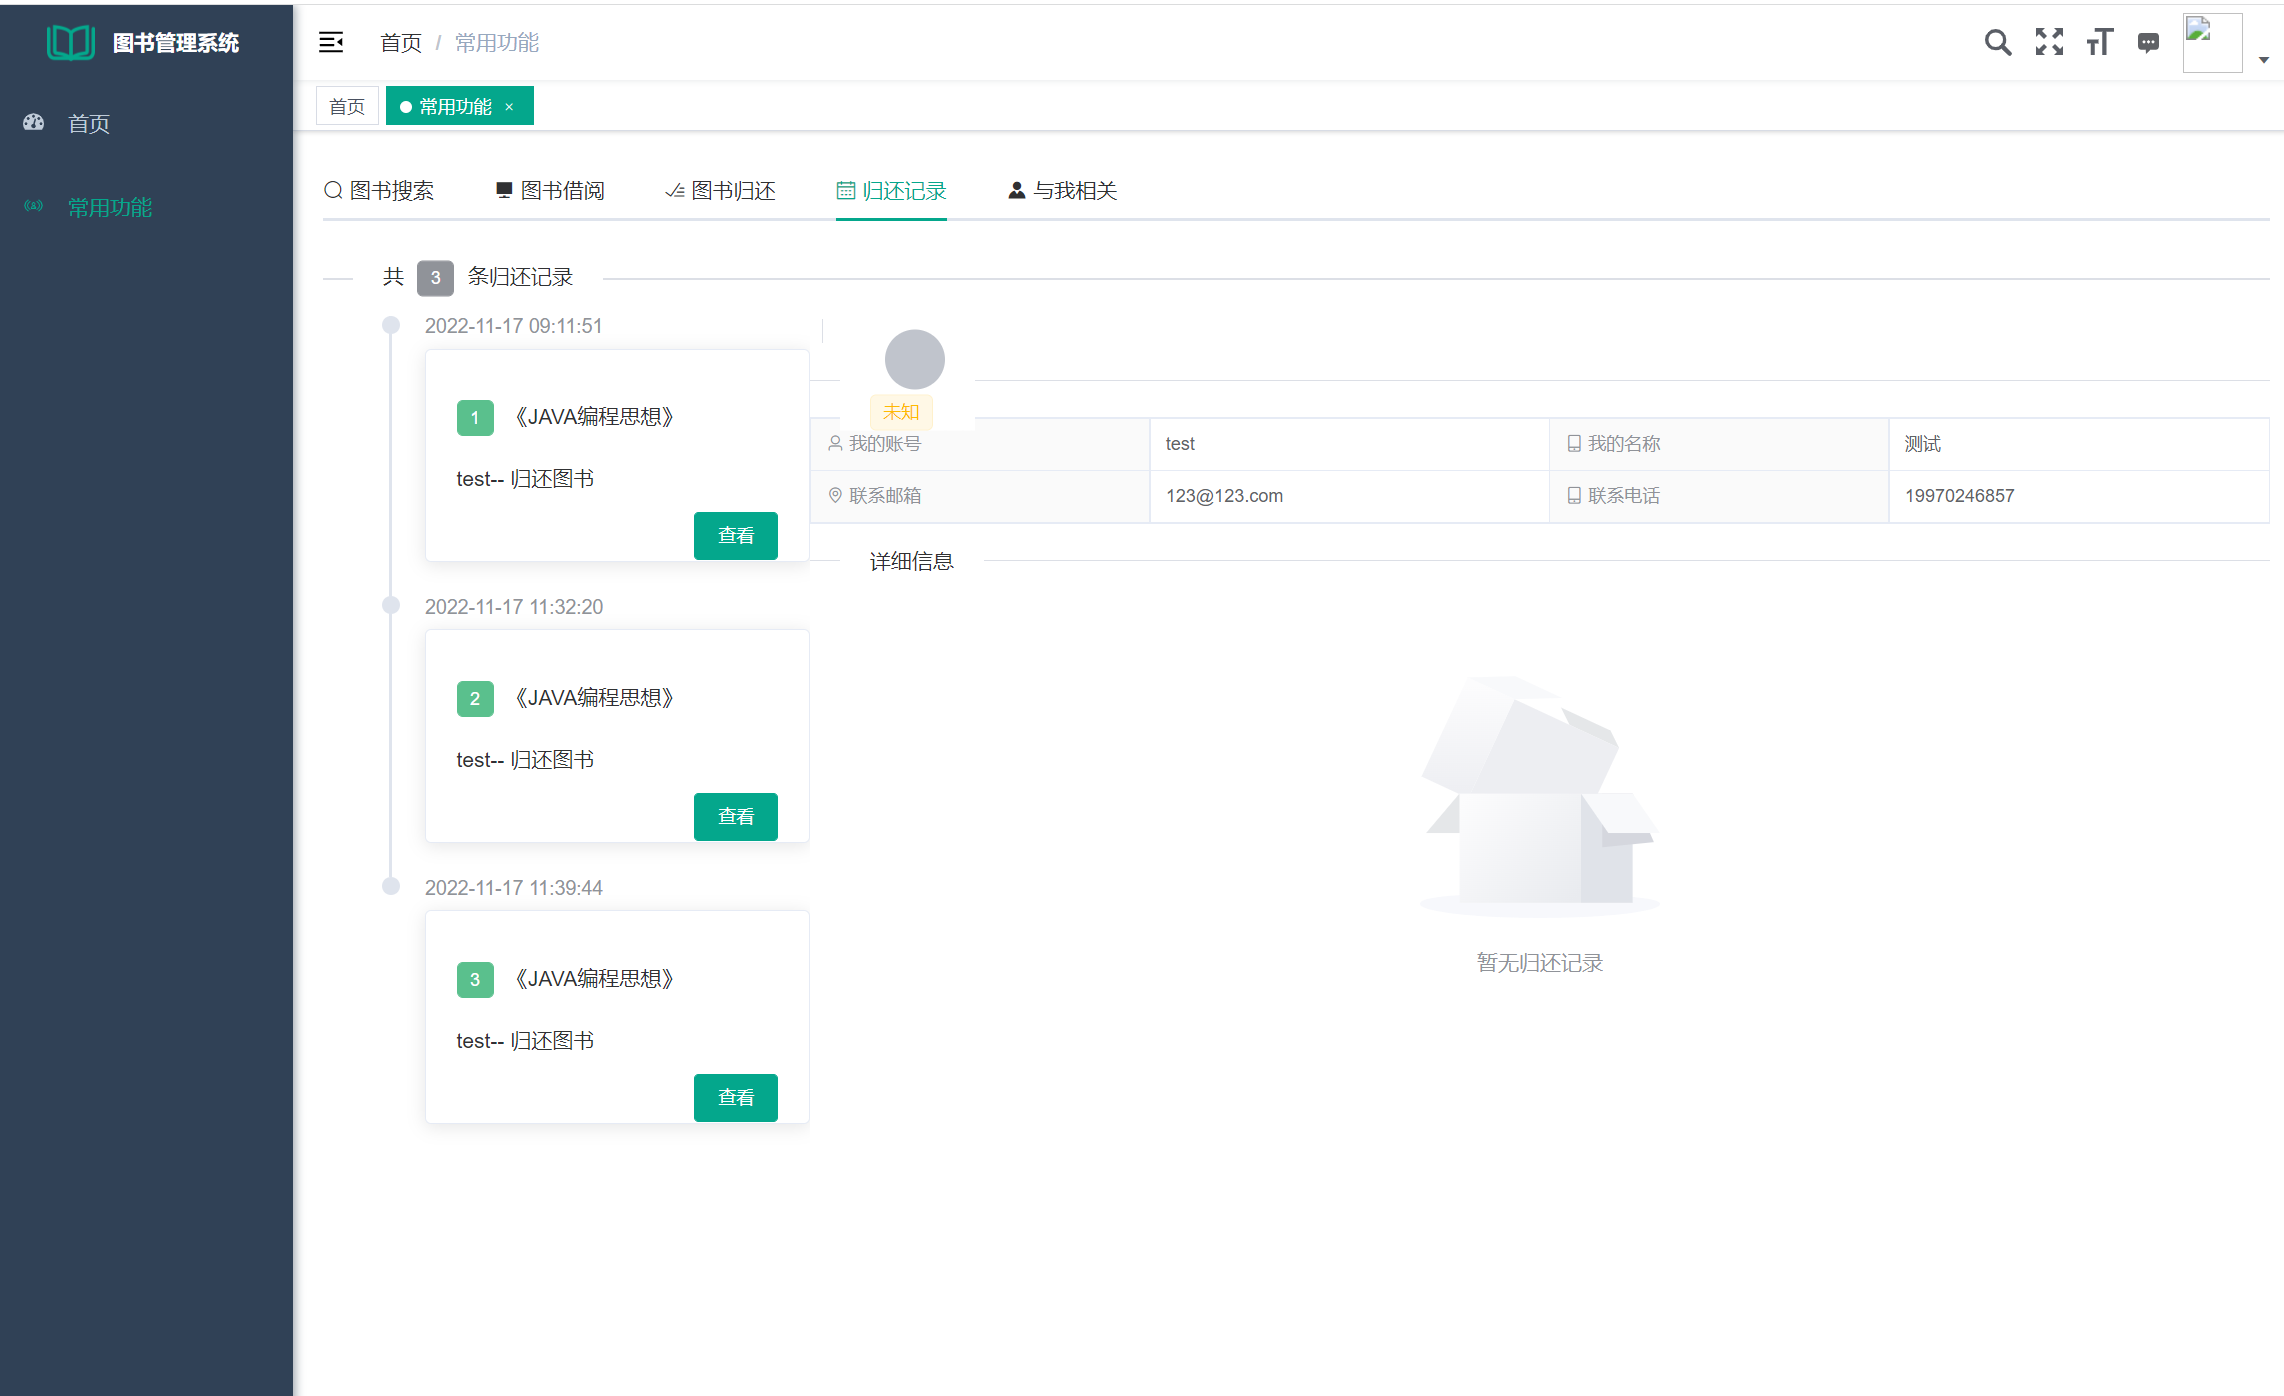 图书管理系统
首页
常用功能
首页 / 常用功能
首页
常用功能 ×
图书搜索
图书借阅
图书归还
归还记录
与我相关
共 3 条归还记录
2022-11-17 09:11:51
1 《JAVA编程思想》
test-- 归还图书
查看
2022-11-17 11:32:20
2 《JAVA编程思想》
test-- 归还图书
查看
2022-11-17 11:39:44
3 《JAVA编程思想》
test-- 归还图书
查看
未知
我的账号 test 我的名称 测试
联系邮箱 123@123.com 联系电话 19970246857
详细信息
暂无归还记录